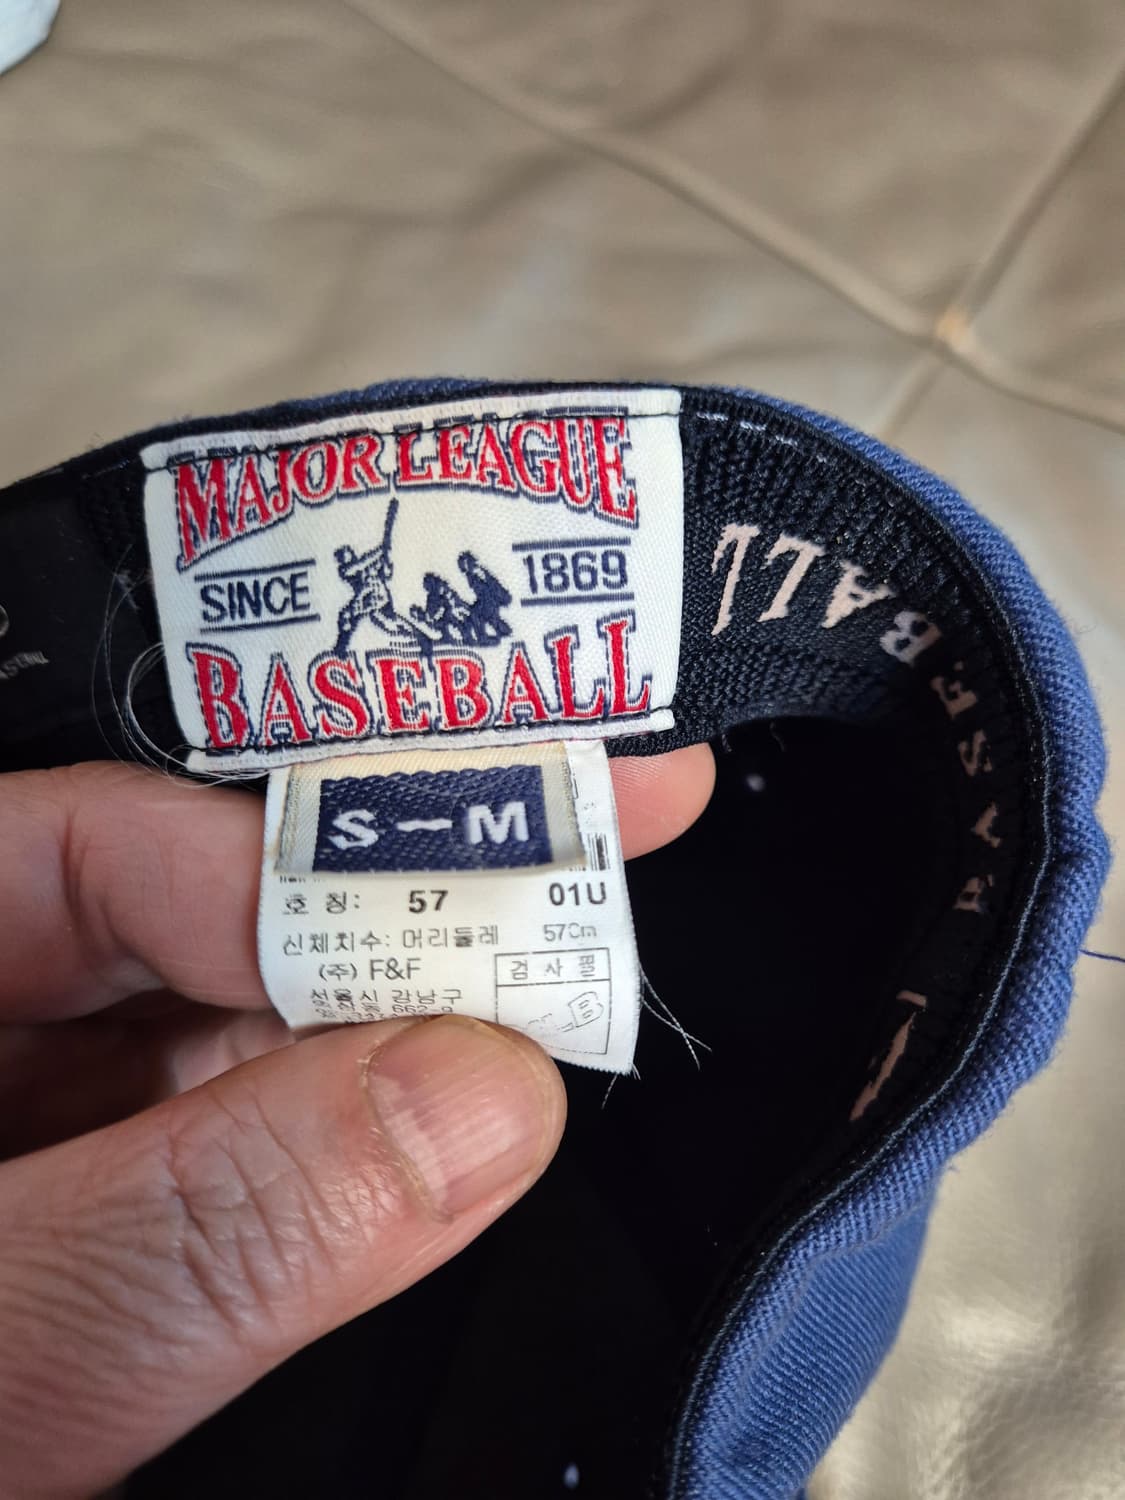 MAJOR LEAGUE
SINCE 1869
BASEBALL
BASEBALL
S-M
호 칭: 57 01U
신체치수: 머리둘레 57Cm
(주) F&F
검 사 필
서울시 강남구